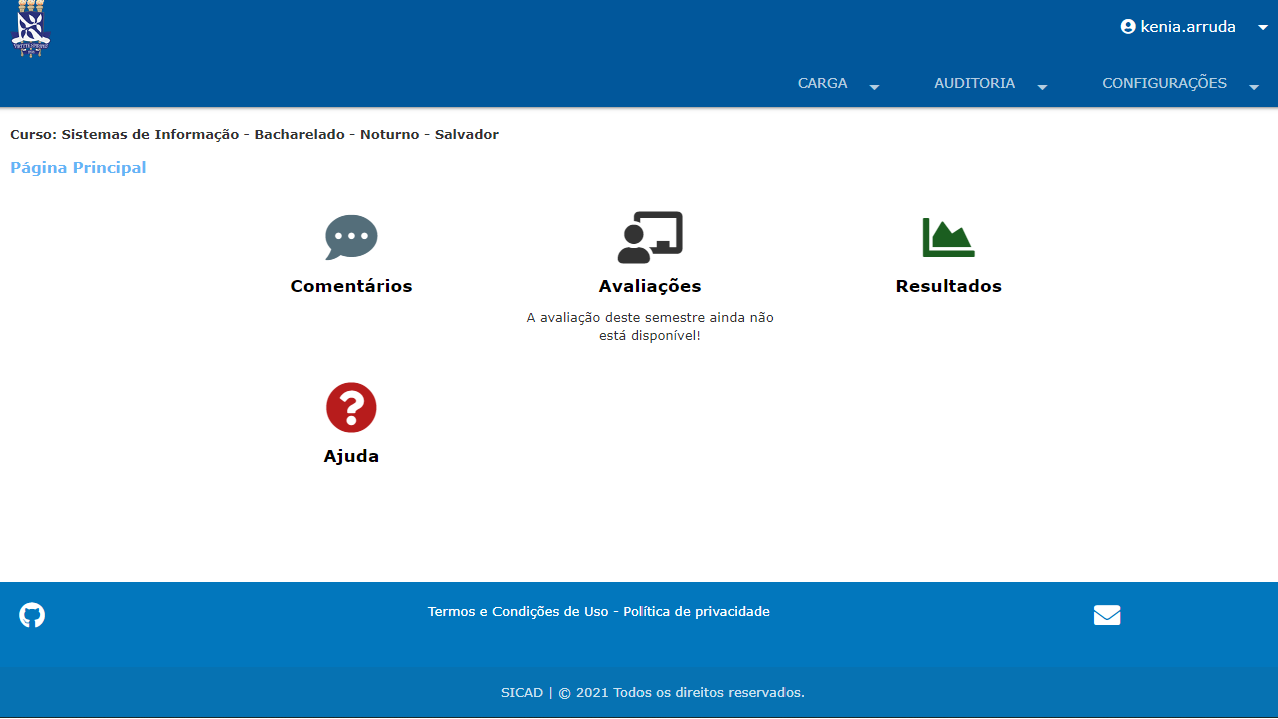 kenia.arruda
CARGA
AUDITORIA
CONFIGURAÇÕES
Curso: Sistemas de Informação - Bacharelado - Noturno - Salvador
Página Principal
Comentários
Avaliações
Resultados
A avaliação deste semestre ainda não
está disponível!
Ajuda
Termos e Condições de Uso - Política de privacidade
SICAD | © 2021 Todos os direitos reservados.